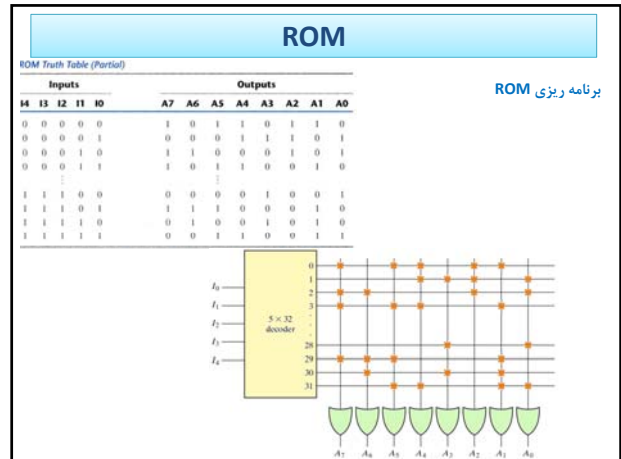 ROM
ROM Truth Table (Partial)
برنامه ریزی ROM
Inputs Outputs
I4 I3 I2 I1 I0 A7 A6 A5 A4 A3 A2 A1 A0
0 0 0 0 0 1 0 1 1 0 1 1 0
0 0 0 0 1 0 0 0 1 1 1 0 1
0 0 0 1 0 1 1 0 0 0 1 0 1
0 0 0 1 1 1 0 1 1 0 0 1 0
⋮ ⋮
1 1 1 0 0 0 0 0 0 1 0 0 1
1 1 1 0 1 1 1 1 0 0 0 1 0
1 1 1 1 0 0 1 0 0 1 0 1 0
1 1 1 1 1 0 0 1 1 0 0 1 1
0
1
I0
2
I1
3
I2 5 × 32
decoder
I3
28
I4
29
30
31
A7 A6 A5 A4 A3 A2 A1 A0